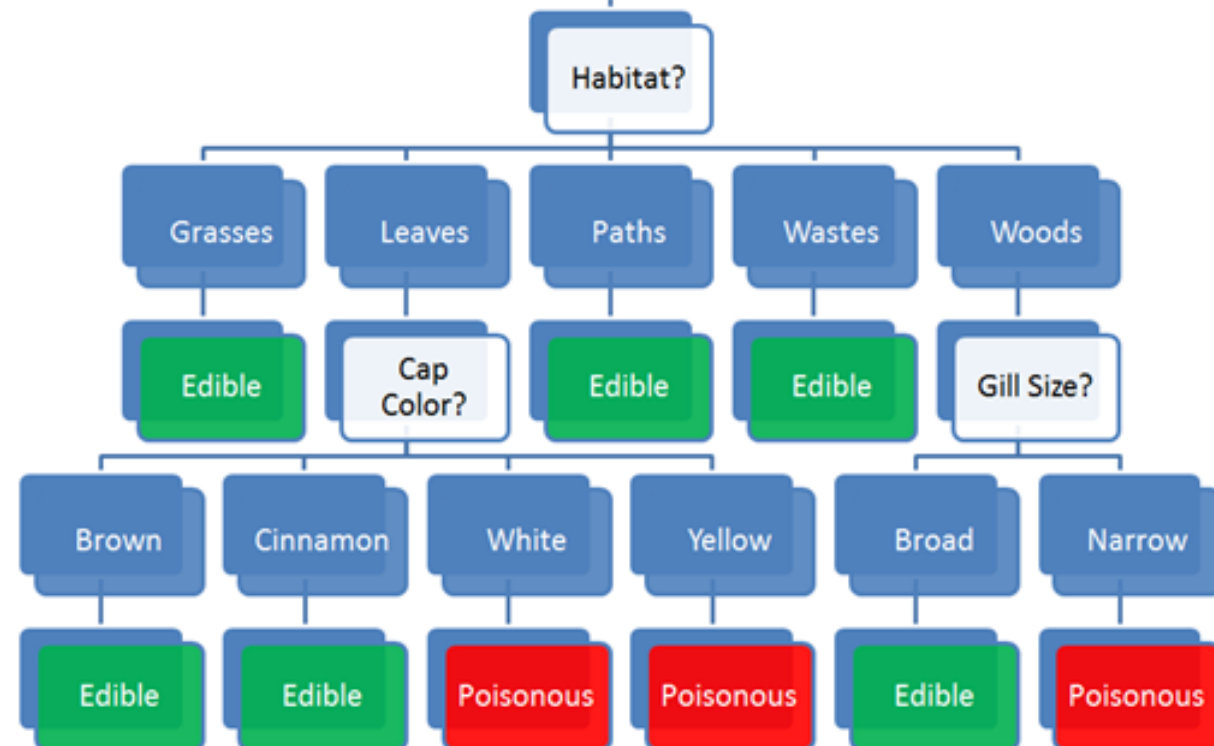 Habitat?
Grasses
Leaves
Paths
Wastes
Woods
Edible
Cap
Color?
Edible
Edible
Gill Size?
Brown
Cinnamon
White
Yellow
Broad
Narrow
Edible
Edible
Poisonous
Poisonous
Edible
Poisonous